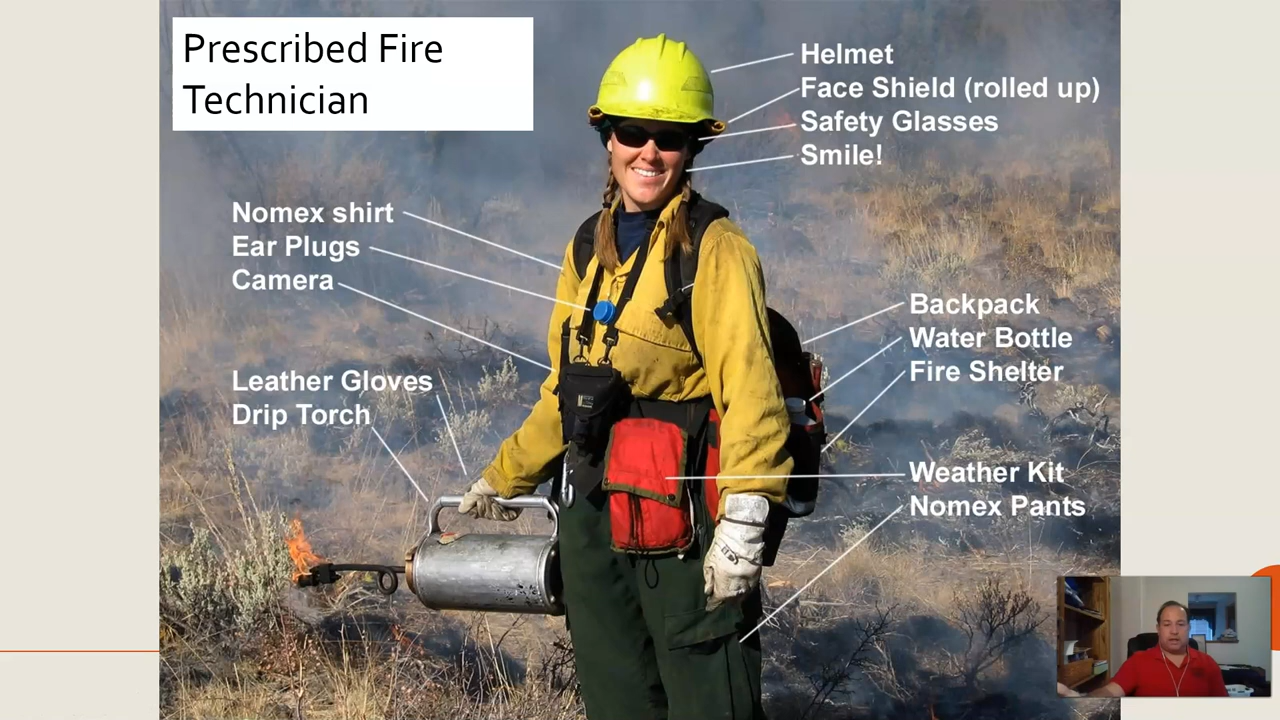 Prescribed Fire
Technician
Helmet
Face Shield (rolled up)
Safety Glasses
Smile!
Nomex shirt
Ear Plugs
Camera
Backpack
Water Bottle
Fire Shelter
Leather Gloves
Drip Torch
Weather Kit
Nomex Pants